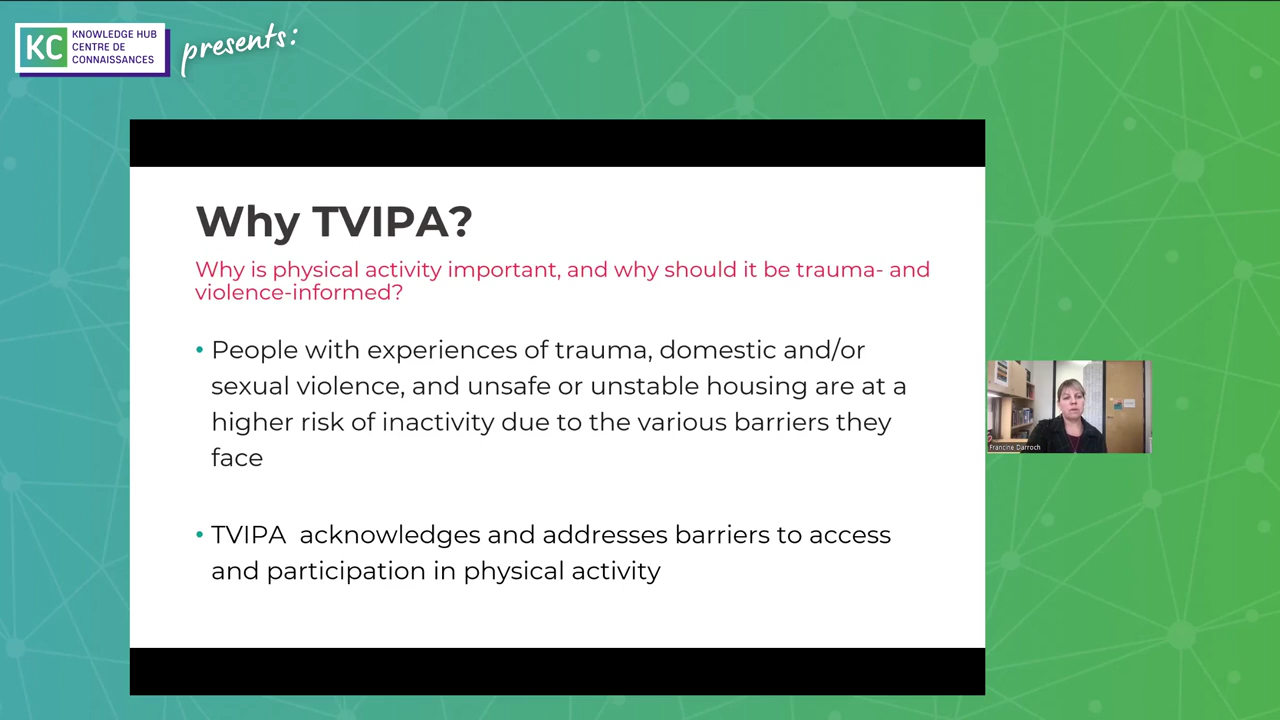 KC
KNOWLEDGE HUB
CENTRE DE
CONNAISSANCES
presents:
Why TVIPA?
Why is physical activity important, and why should it be trauma- and
violence-informed?
• People with experiences of trauma, domestic and/or
sexual violence, and unsafe or unstable housing are at a
higher risk of inactivity due to the various barriers they
face
• TVIPA  acknowledges and addresses barriers to access
and participation in physical activity
Francine Darroch